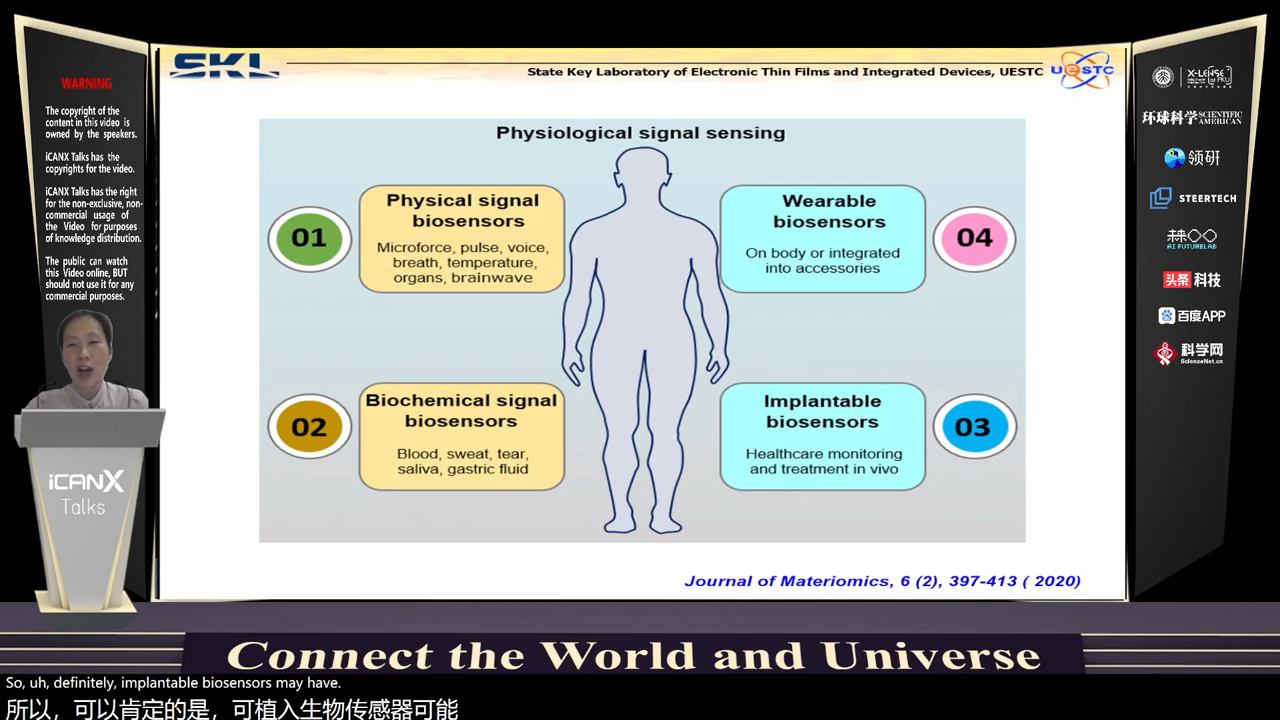 WARNING
The copyright of the
content in this video is
owned by the speakers.
iCANX Talks has the
copyrights for the video.
iCANX Talks has the right
for the non-exclusive, non-
commercial usage of
the Video for purposes
of knowledge distribution.
The public can watch
this Video online, BUT
should not use it for any
commercial purposes.
iCANX
Talks
SKL
State Key Laboratory of Electronic Thin Films and Integrated Devices, UESTC
UESTC
Physiological signal sensing
01
Physical signal
biosensors
Microforce, pulse, voice,
breath, temperature,
organs, brainwave
Wearable
biosensors
On body or integrated
into accessories
04
02
Biochemical signal
biosensors
Blood, sweat, tear,
saliva, gastric fluid
Implantable
biosensors
Healthcare monitoring
and treatment in vivo
03
Journal of Materiomics, 6 (2), 397-413 ( 2020)
X-LENSE
环球科学 SCIENTIFIC
AMERICAN
领研
STEERTECH
AI FUTURELAB
头条科技
百度APP
科学网
ScienceNet.cn
Connect the World and Universe
So, uh, definitely, implantable biosensors may have.
所以，可以肯定的是，可植入生物传感器可能